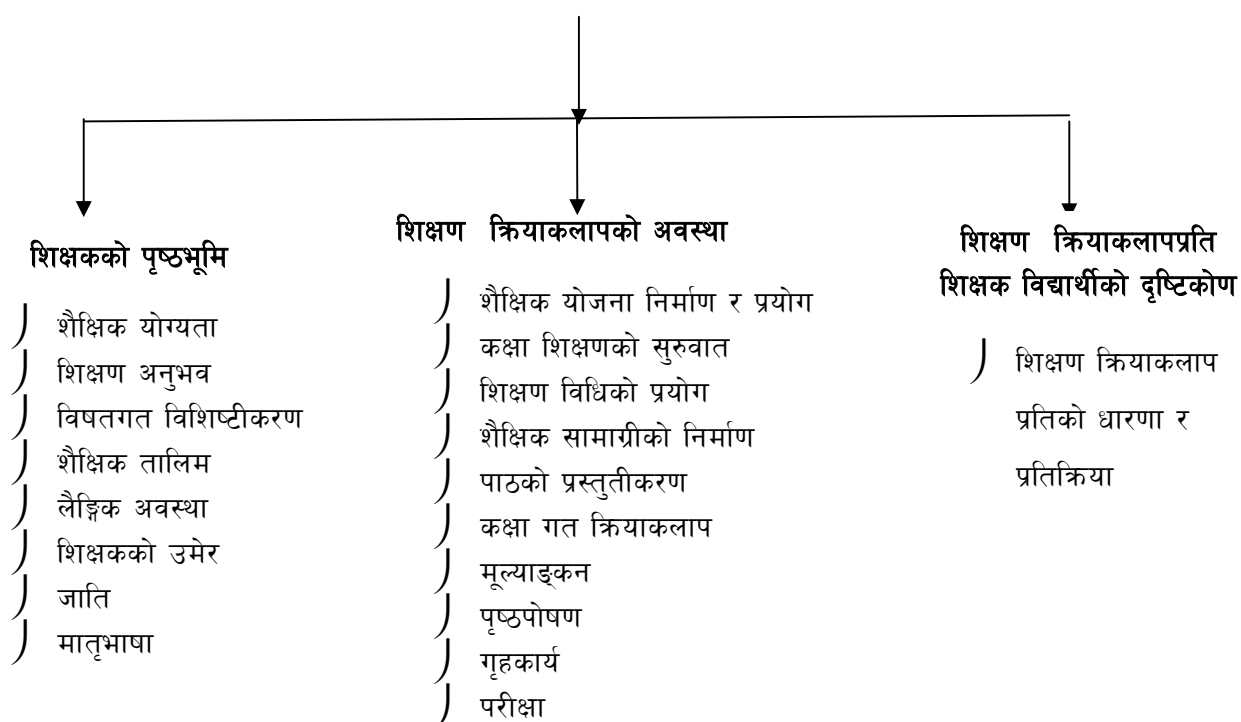 शिक्षकको पृष्ठभूमि
शैक्षिक योग्यता
शिक्षण अनुभव
विषतगत विशिष्टीकरण
शैक्षिक तालिम
लैङ्गिक अवस्था
शिक्षकको उमेर
जाति
मातृभाषा
शिक्षण क्रियाकलापको अवस्था
शैक्षिक योजना निर्माण र प्रयोग
कक्षा शिक्षणको सुरुवात
शिक्षण विधिको प्रयोग
शैक्षिक सामाग्रीको निर्माण
पाठको प्रस्तुतीकरण
कक्षा गत क्रियाकलाप
मूल्याङ्कन
पृष्ठपोषण
गृहकार्य
परीक्षा
शिक्षण क्रियाकलापप्रति
शिक्षक विद्यार्थीको दृष्टिकोण
शिक्षण क्रियाकलाप
प्रतिको धारणा र
प्रतिक्रिया